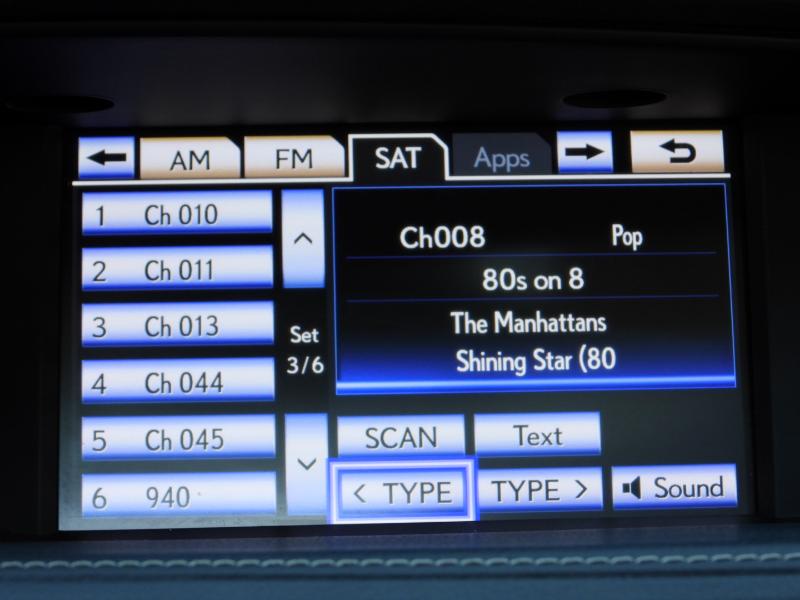 AM FM SAT Apps
1 Ch 010
2 Ch 011
3 Ch 013
4 Ch 044
5 Ch 045
6 940
Set
3/6
Ch008 Pop
80s on 8
The Manhattans
Shining Star (80
SCAN Text
< TYPE TYPE > Sound